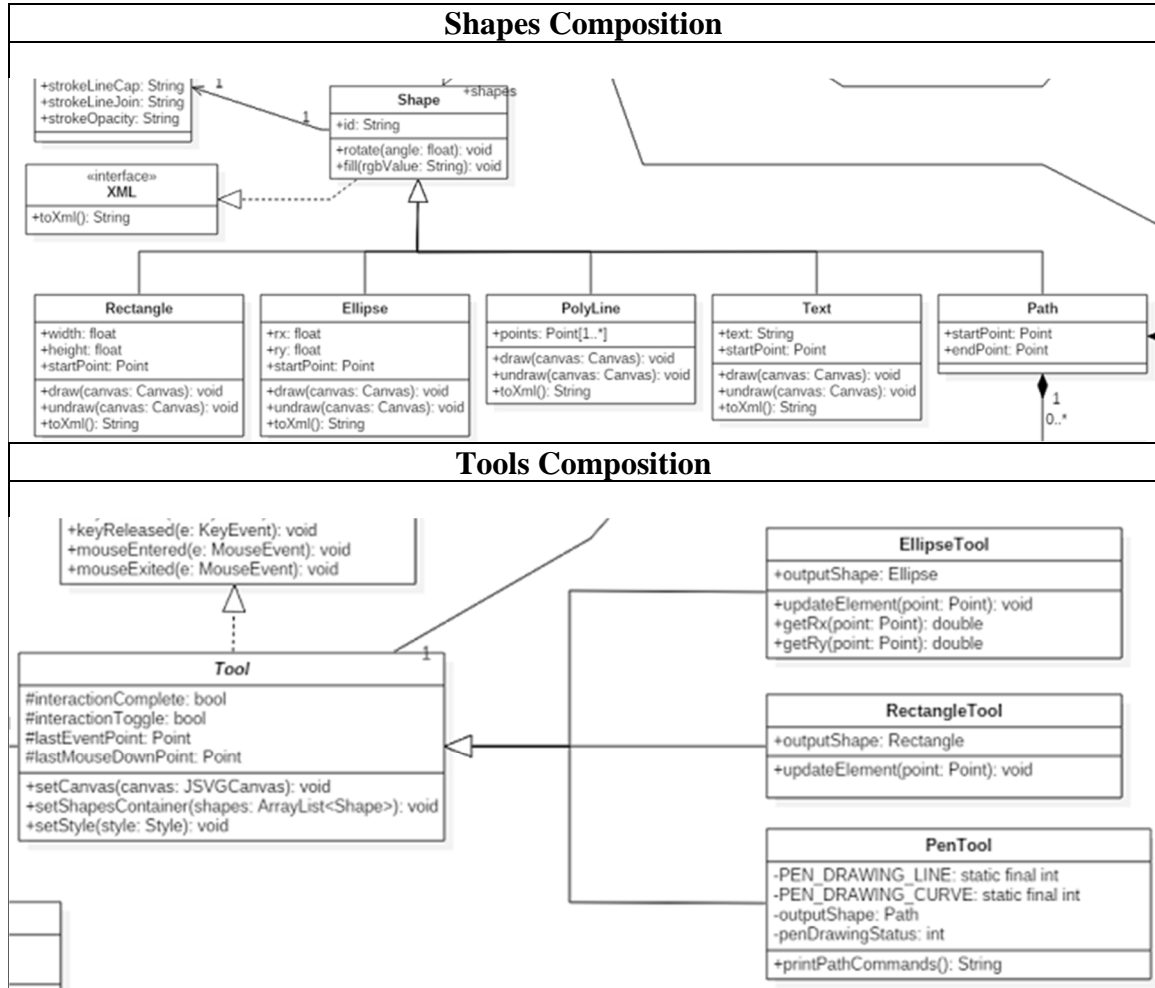 Shapes Composition
+strokeLineCap: String
+strokeLineJoin: String
+strokeOpacity: String
1
1
+shapes
Shape
+id: String
+rotate(angle: float): void
+fill(rgbValue: String): void
«interface»
XML
+toXml(): String
Rectangle
+width: float
+height: float
+startPoint: Point
+draw(canvas: Canvas): void
+undraw(canvas: Canvas): void
+toXml(): String
Ellipse
+rx: float
+ry: float
+startPoint: Point
+draw(canvas: Canvas): void
+undraw(canvas: Canvas): void
+toXml(): String
PolyLine
+points: Point[1..*]
+draw(canvas: Canvas): void
+undraw(canvas: Canvas): void
+toXml(): String
Text
+text: String
+startPoint: Point
+draw(canvas: Canvas): void
+undraw(canvas: Canvas): void
+toXml(): String
Path
+startPoint: Point
+endPoint: Point
1
0..*
Tools Composition
+keyReleased(e: KeyEvent): void
+mouseEntered(e: MouseEvent): void
+mouseExited(e: MouseEvent): void
1
Tool
#interactionComplete: bool
#interactionToggle: bool
#lastEventPoint: Point
#lastMouseDownPoint: Point
+setCanvas(canvas: JSVGCanvas): void
+setShapesContainer(shapes: ArrayList<Shape>): void
+setStyle(style: Style): void
EllipseTool
+outputShape: Ellipse
+updateElement(point: Point): void
+getRx(point: Point): double
+getRy(point: Point): double
RectangleTool
+outputShape: Rectangle
+updateElement(point: Point): void
PenTool
-PEN_DRAWING_LINE: static final int
-PEN_DRAWING_CURVE: static final int
-outputShape: Path
-penDrawingStatus: int
+printPathCommands(): String